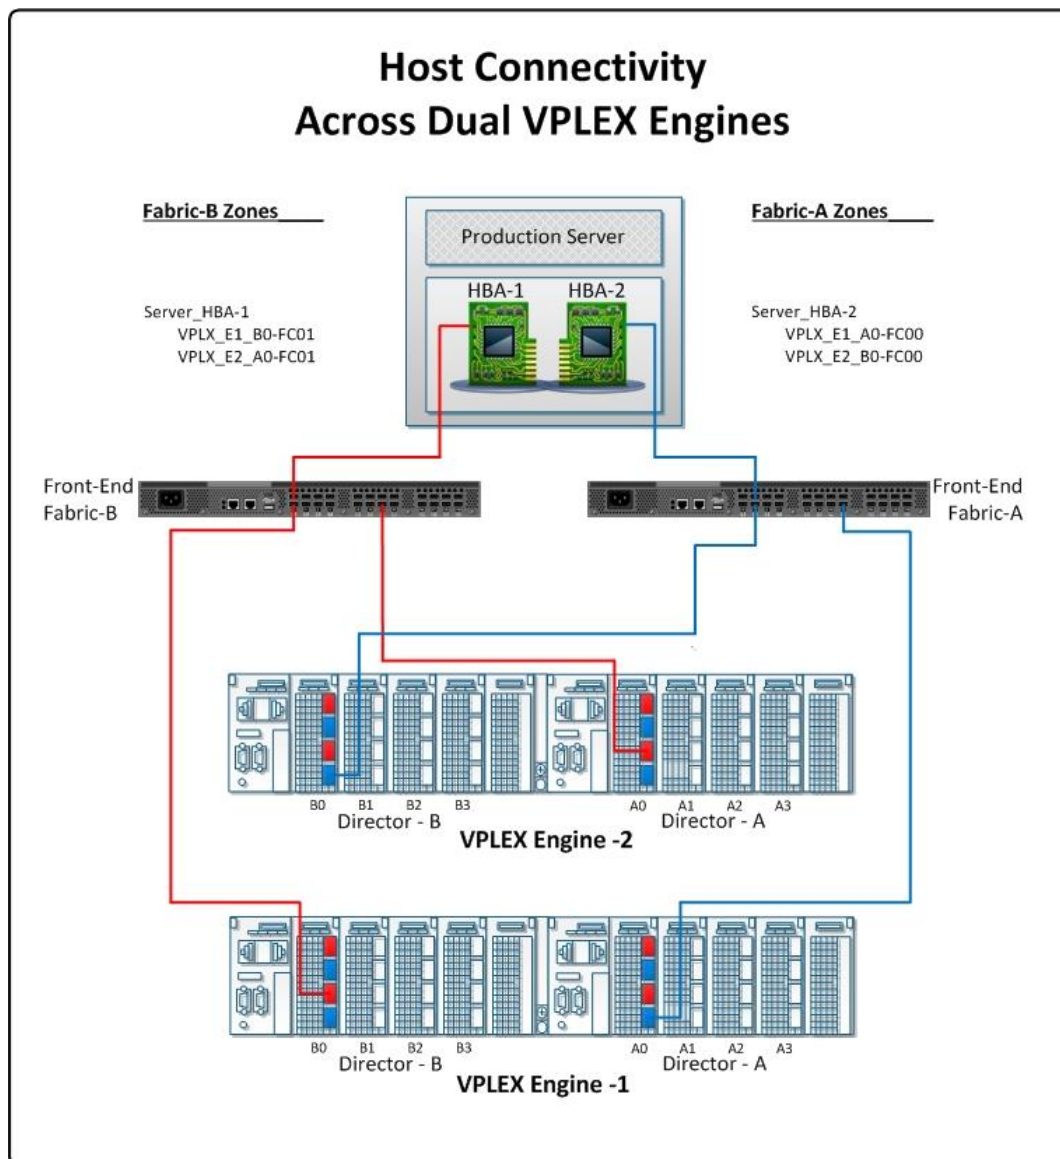 Host Connectivity
Across Dual VPLEX Engines
Fabric-B Zones____
Fabric-A Zones____
Production Server
HBA-1 HBA-2
Server_HBA-1
VPLX_E1_B0-FC01
VPLX_E2_A0-FC01
Server_HBA-2
VPLX_E1_A0-FC00
VPLX_E2_B0-FC00
Front-End
Fabric-B
Front-End
Fabric-A
B0 B1 B2 B3 A0 A1 A2 A3
Director - B Director - A
VPLEX Engine -2
B0 B1 B2 B3 A0 A1 A2 A3
Director - B Director - A
VPLEX Engine -1